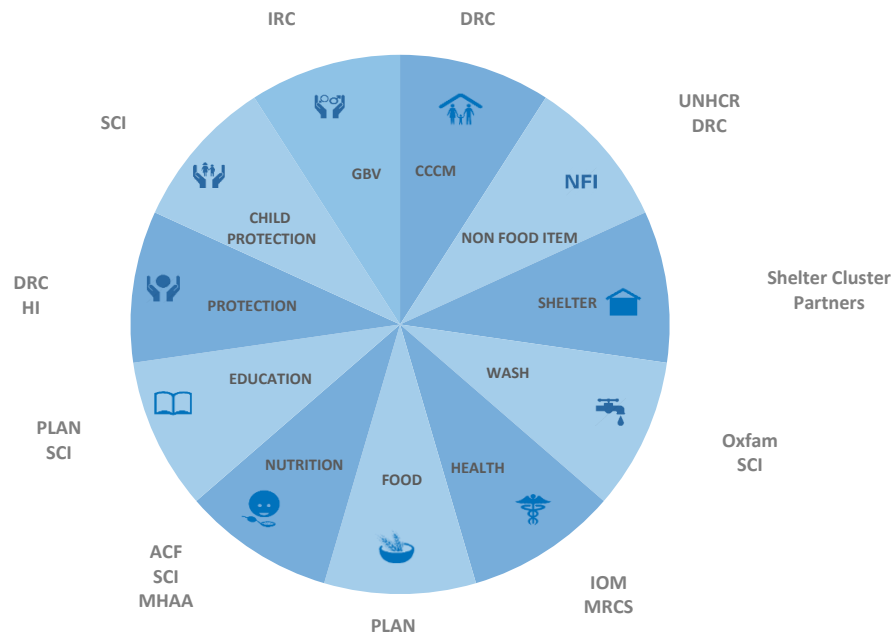 IRC
DRC
SCI
UNHCR
DRC
GBV
CCCM
NFI
CHILD
PROTECTION
NON FOOD ITEM
DRC
HI
PROTECTION
SHELTER
Shelter Cluster
Partners
EDUCATION
WASH
PLAN
SCI
Oxfam
SCI
NUTRITION
FOOD
HEALTH
ACF
SCI
MHAA
PLAN
IOM
MRCS